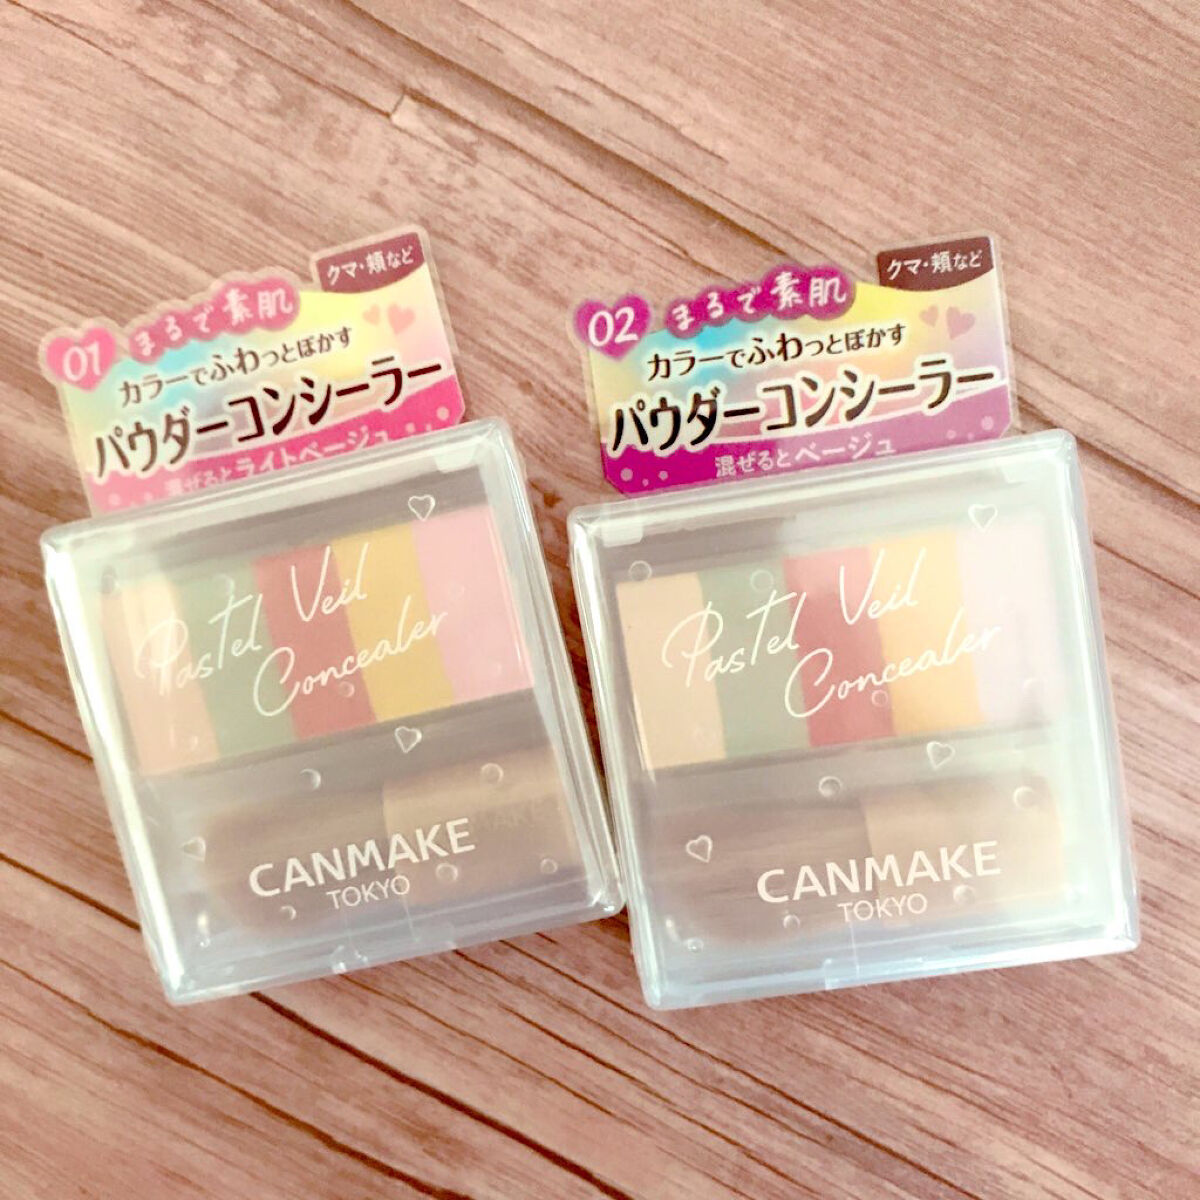 クマ・頬など
01 まるで素肌
カラーでふわっとぼかす
パウダーコンシーラー
混ぜるとライトベージュ
Pastel Veil
Concealer
CANMAKE
TOKYO
クマ・頬など
02 まるで素肌
カラーでふわっとぼかす
パウダーコンシーラー
混ぜるとベージュ
Pastel Veil
Concealer
CANMAKE
TOKYO